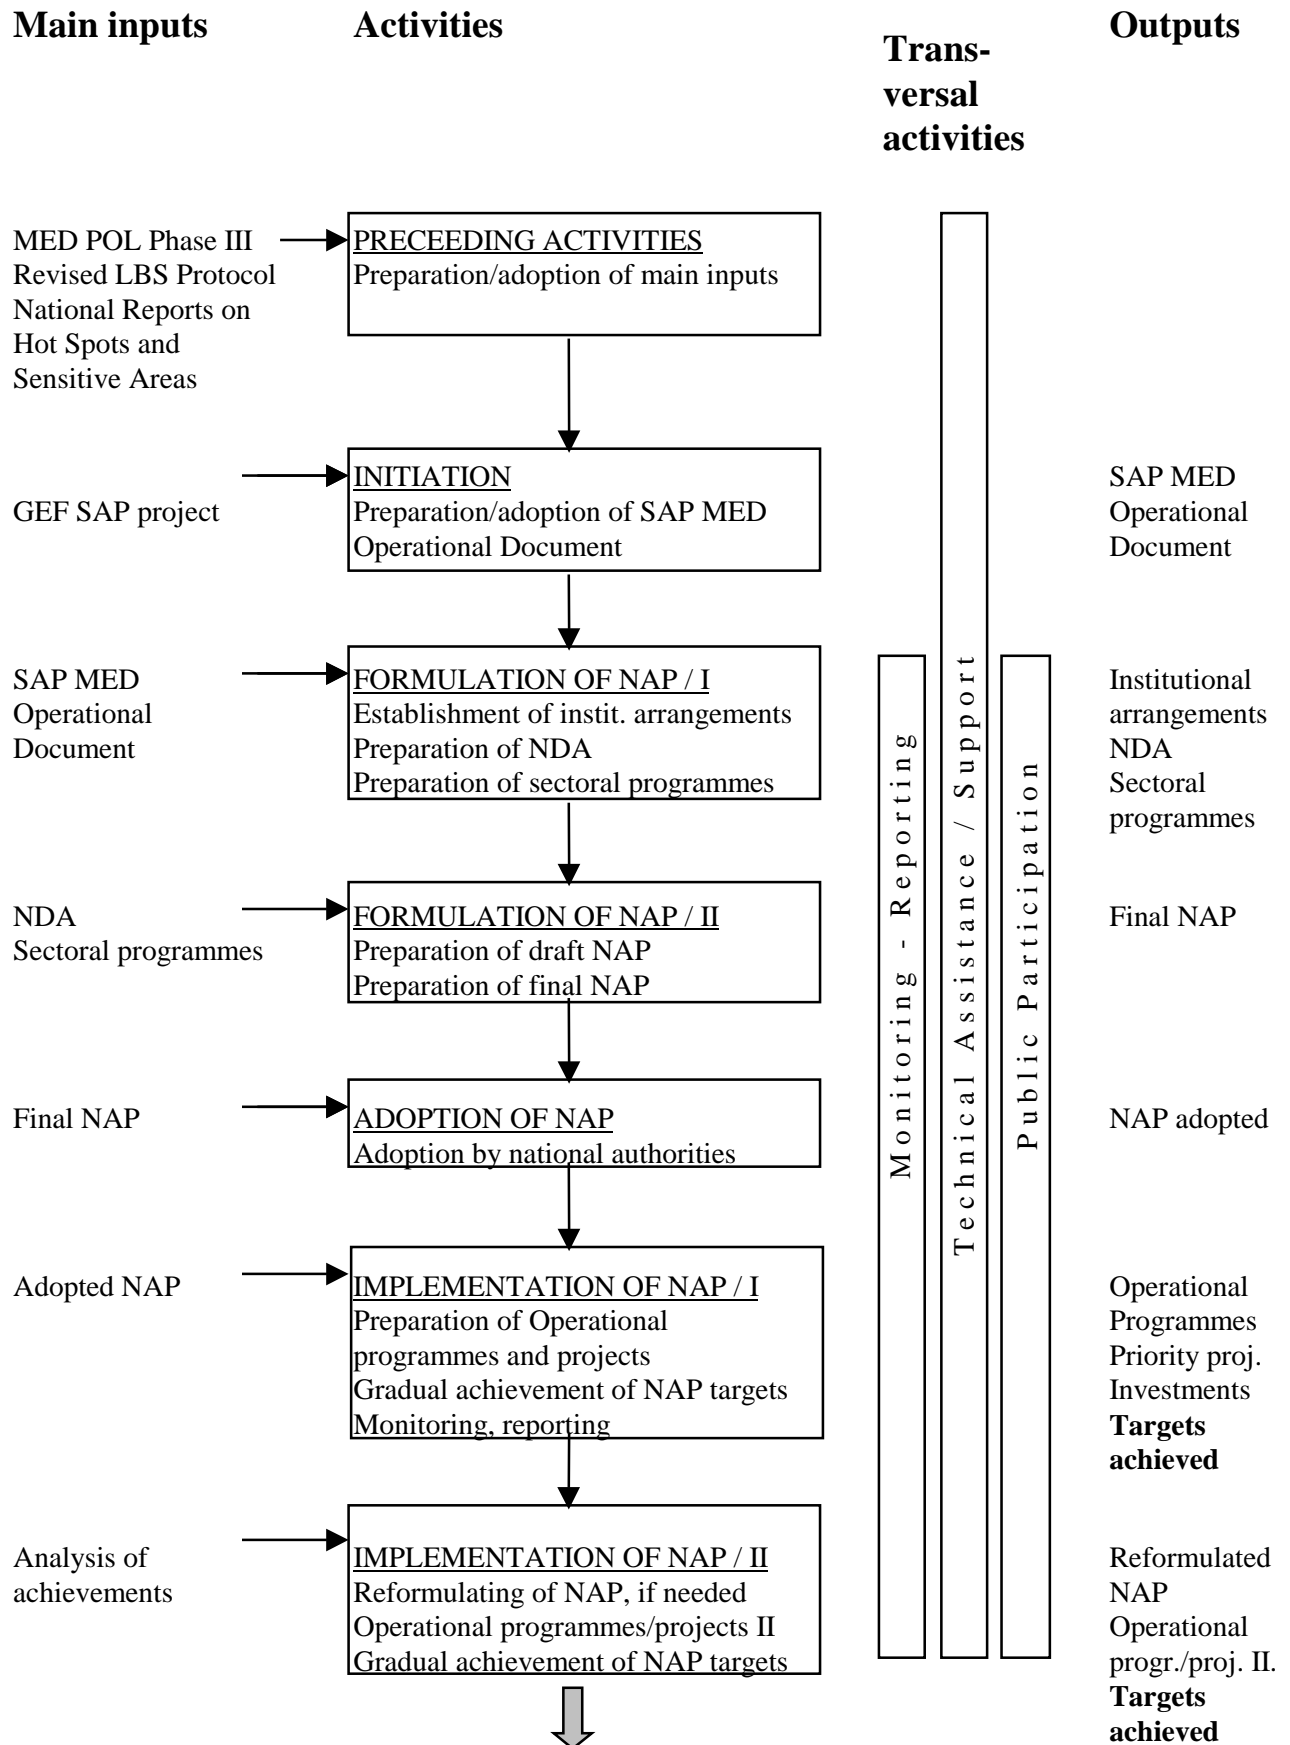 Main inputs
Activities
Trans-
versal
activities
Outputs
MED POL Phase III
Revised LBS Protocol
National Reports on
Hot Spots and
Sensitive Areas
PRECEEDING ACTIVITIES
Preparation/adoption of main inputs
GEF SAP project
INITIATION
Preparation/adoption of SAP MED
Operational Document
SAP MED
Operational
Document
SAP MED
Operational
Document
FORMULATION OF NAP / I
Establishment of instit. arrangements
Preparation of NDA
Preparation of sectoral programmes
Institutional
arrangements
NDA
Sectoral
programmes
NDA
Sectoral programmes
FORMULATION OF NAP / II
Preparation of draft NAP
Preparation of final NAP
Final NAP
Final NAP
ADOPTION OF NAP
Adoption by national authorities
NAP adopted
Adopted NAP
IMPLEMENTATION OF NAP / I
Preparation of Operational
programmes and projects
Gradual achievement of NAP targets
Monitoring, reporting
Operational
Programmes
Priority proj.
Investments
Targets
achieved
Analysis of
achievements
IMPLEMENTATION OF NAP / II
Reformulating of NAP, if needed
Operational programmes/projects II
Gradual achievement of NAP targets
Reformulated
NAP
Operational
progr./proj. II.
Targets
achieved
Monitoring - Reporting
Technical Assistance / Support
Public Participation